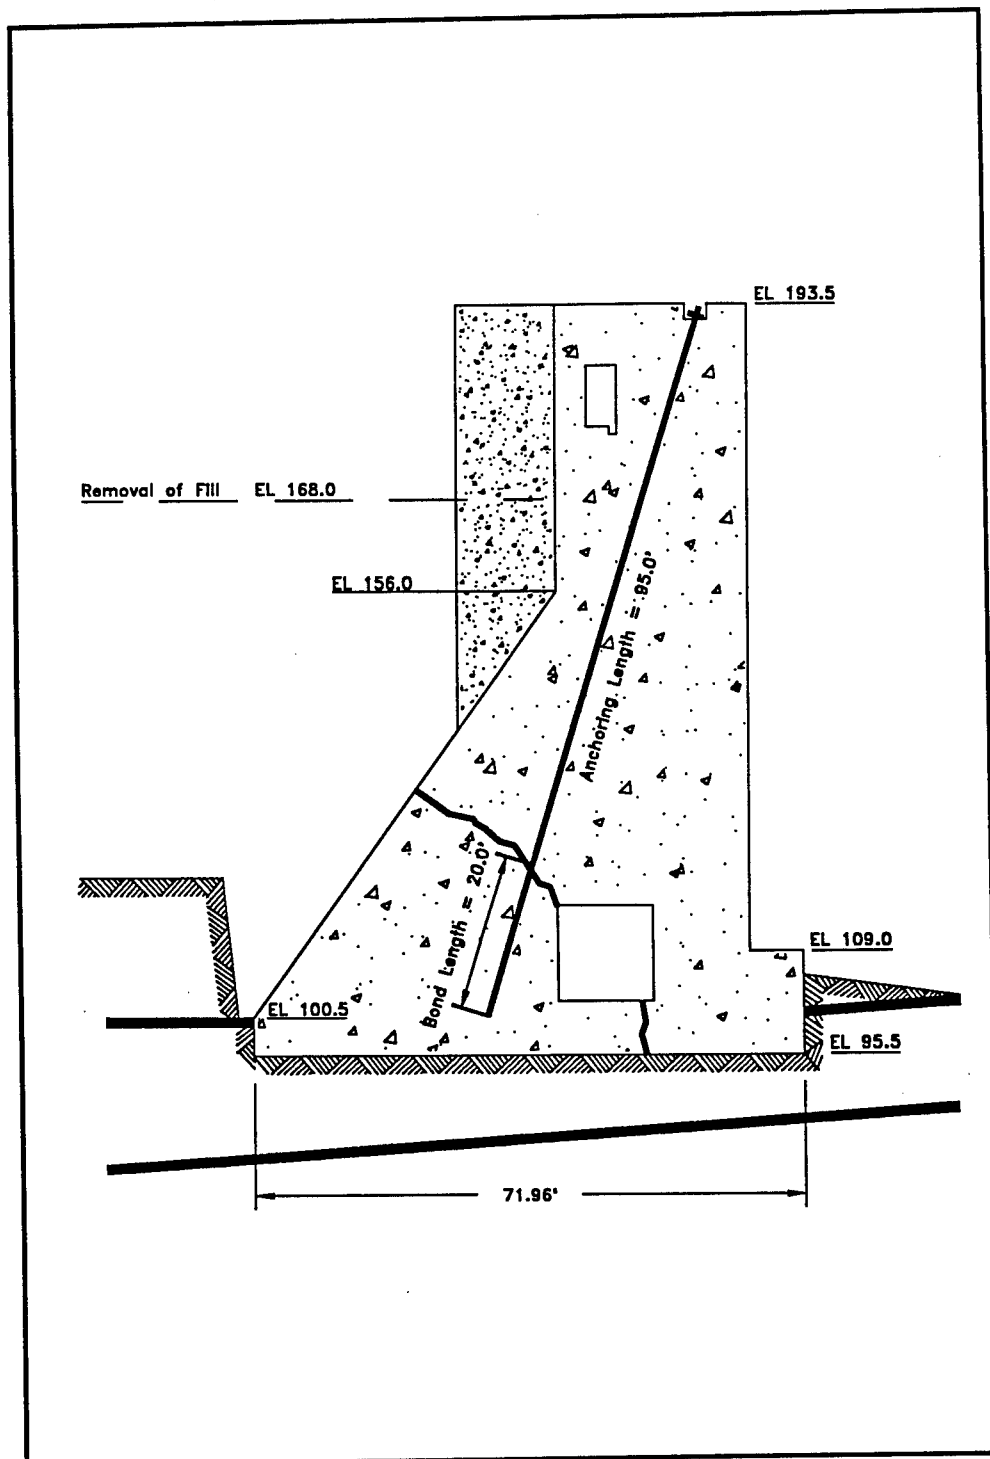 EL 193.5
Removal of Fill EL 168.0
EL 156.0
Anchoring Length = 95.0'
Bond Length = 20.0'
EL 109.0
EL 100.5
EL 95.5
71.96'